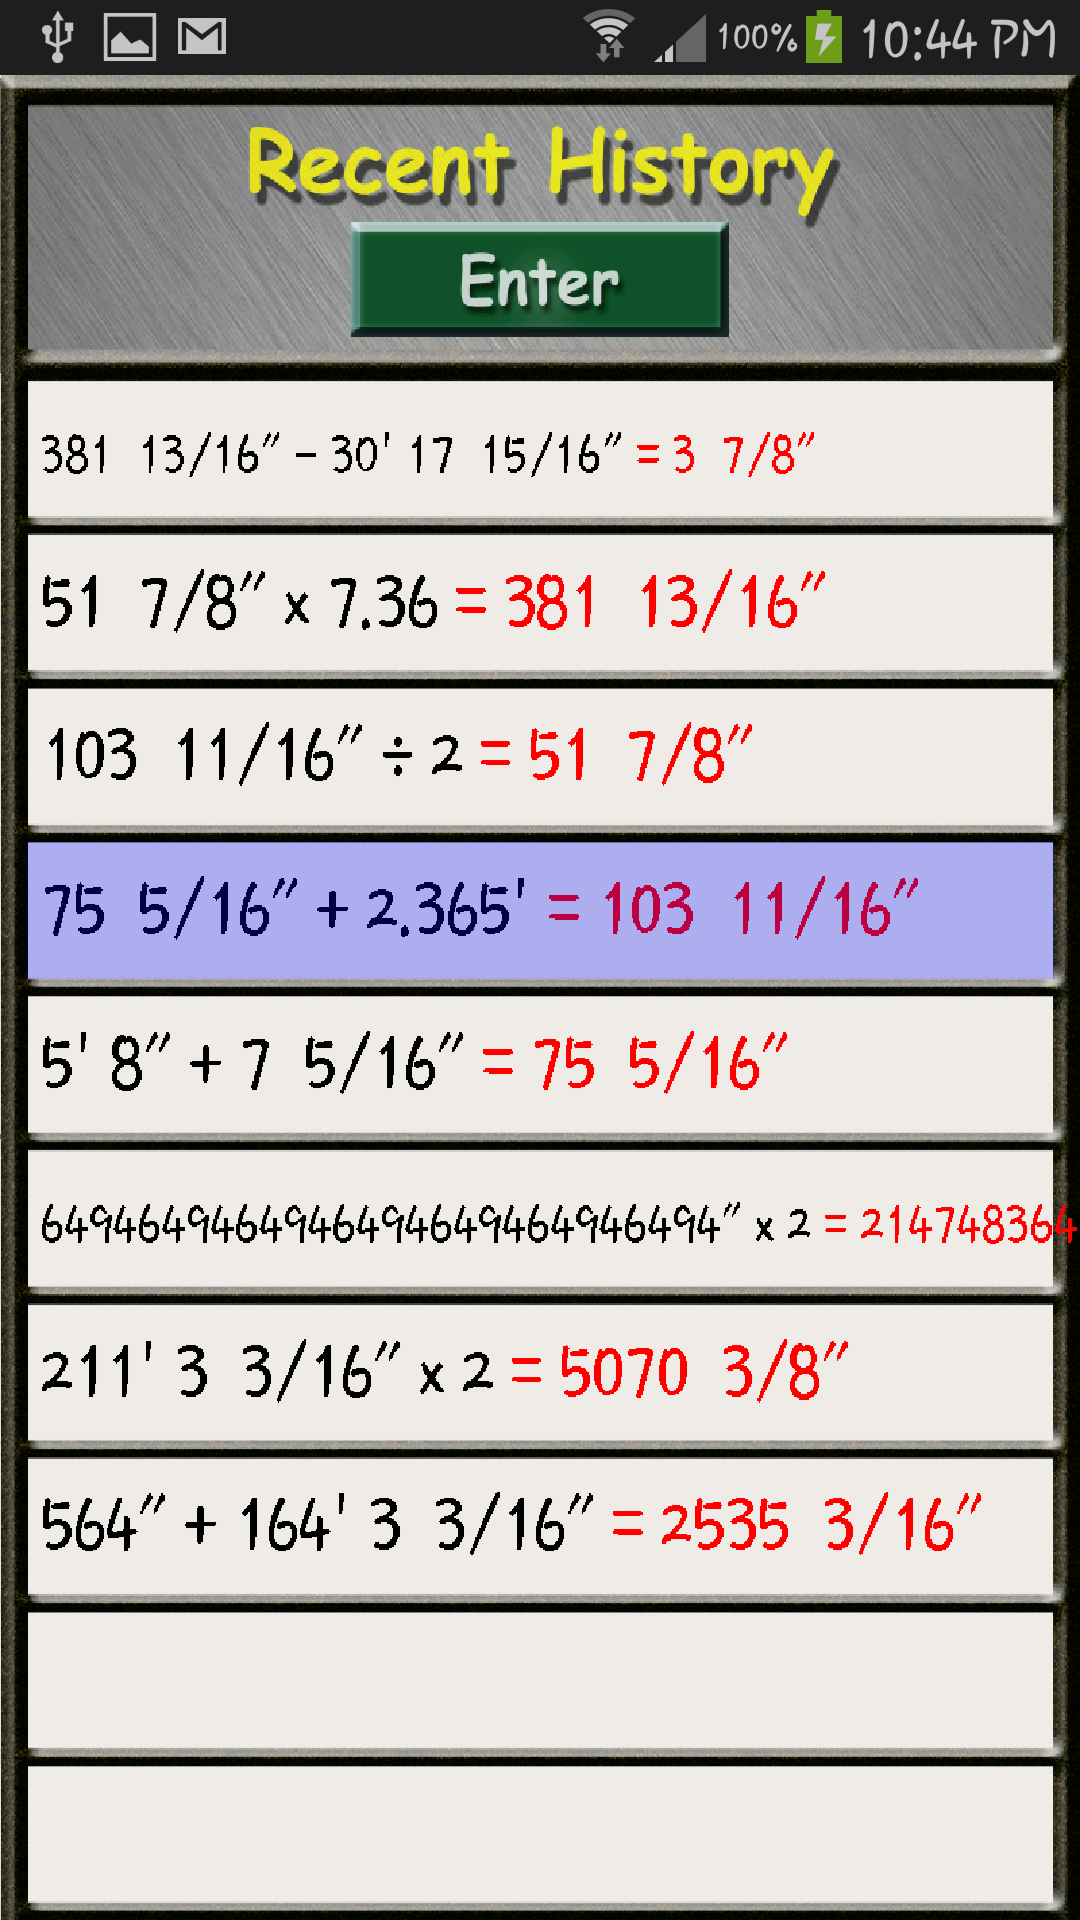 100% 10:44 PM
Recent History
Enter
381 13/16" - 30' 17 15/16" = 3 7/8"
51 7/8" x 7.36 = 381 13/16"
103 11/16" ÷ 2 = 51 7/8"
75 5/16" + 2.365' = 103 11/16"
5' 8" + 7 5/16" = 75 5/16"
6494649464946494649464946494" x 2 = 214748364
211' 3 3/16" x 2 = 5070 3/8"
564" + 164' 3 3/16" = 2535 3/16"